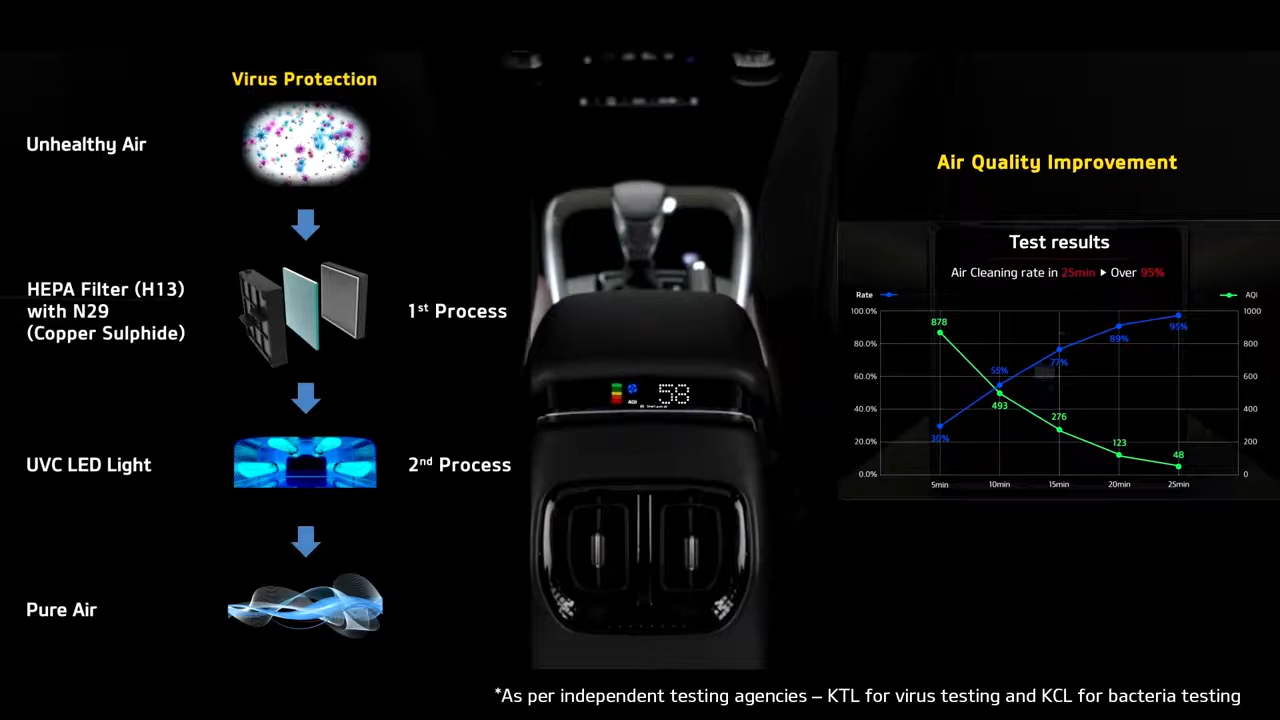 Virus Protection
Unhealthy Air
HEPA Filter (H13)
with N29
(Copper Sulphide)
1st Process
UVC LED Light
2nd Process
Pure Air
AQI
58
Air Quality Improvement
Test results
Air Cleaning rate in 25min ▶ Over 95%
Rate
AQI
100.0%
80.0%
60.0%
40.0%
20.0%
0.0%
878
493
276
123
48
30%
55%
77%
89%
95%
1000
800
600
400
200
0
5min
10min
15min
20min
25min
*As per independent testing agencies – KTL for virus testing and KCL for bacteria testing